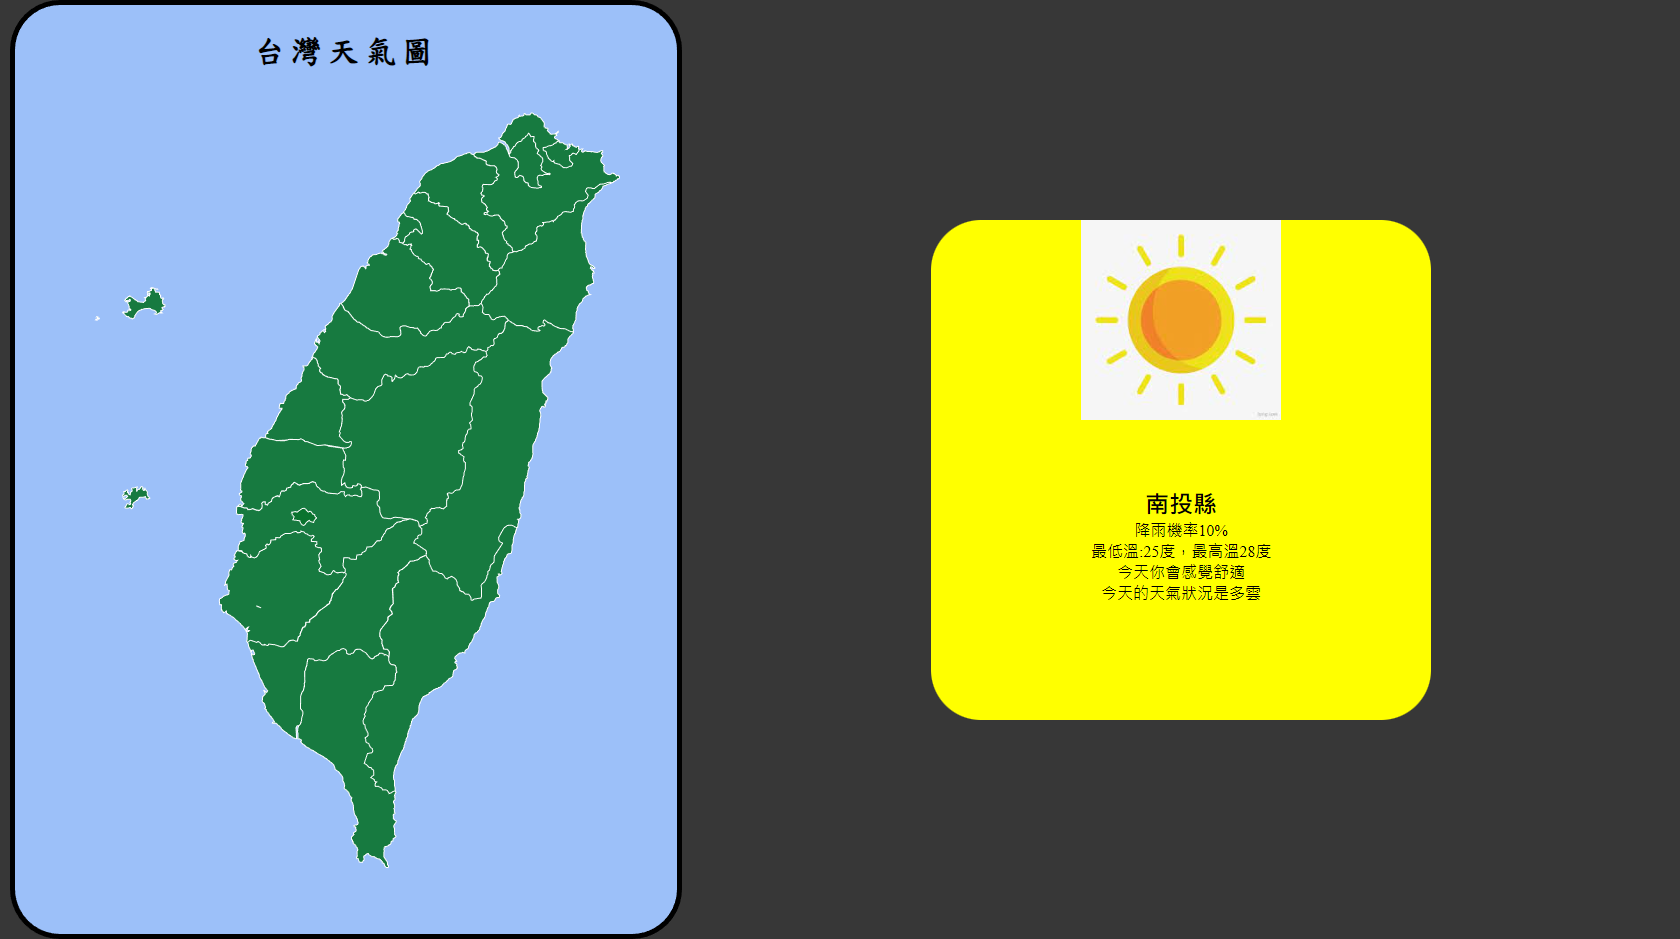 台灣天氣圖
南投縣
降雨機率10%
最低溫:25度，最高溫28度
今天你會感覺舒適
今天的天氣狀況是多雲